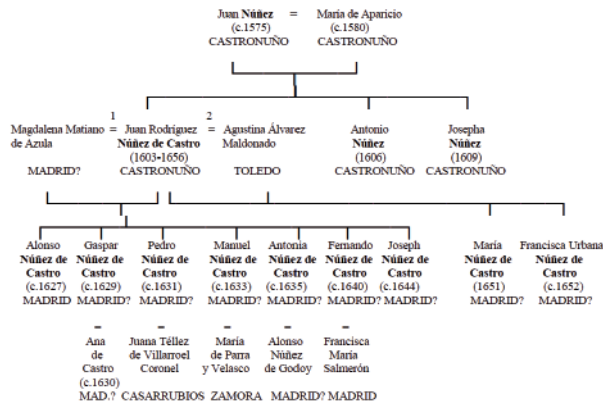 Juan Núñez = María de Aparicio
(c.1575) (c.1580)
CASTRONUÑO CASTRONUÑO
1 2
Magdalena Matiano = Juan Rodríguez = Agustina Álvarez Antonio Josepha
de Azula Núñez de Castro Maldonado Núñez Núñez
(1603-1656) (1606) (1609)
MADRID? CASTRONUÑO TOLEDO CASTRONUÑO CASTRONUÑO
Alonso Gaspar Pedro Manuel Antonia Fernando Joseph María Francisca Urbana
Núñez de Núñez de Núñez de Núñez de Núñez de Núñez de Núñez de Núñez de Núñez de
Castro Castro Castro Castro Castro Castro Castro Castro Castro
(c.1627) (c.1629) (c.1631) (c.1633) (c.1635) (c.1640) (c.1644) (1651) (c.1652)
MADRID MADRID? MADRID? MADRID? MADRID? MADRID? MADRID? MADRID? MADRID?
= = = = =
Ana Juana Téllez María Alonso Francisca
de de Villarroel de Parra Núñez María
Castro Coronel y Velasco de Godoy Salmerón
(c.1630)
MAD.? CASARRUBIOS ZAMORA MADRID? MADRID